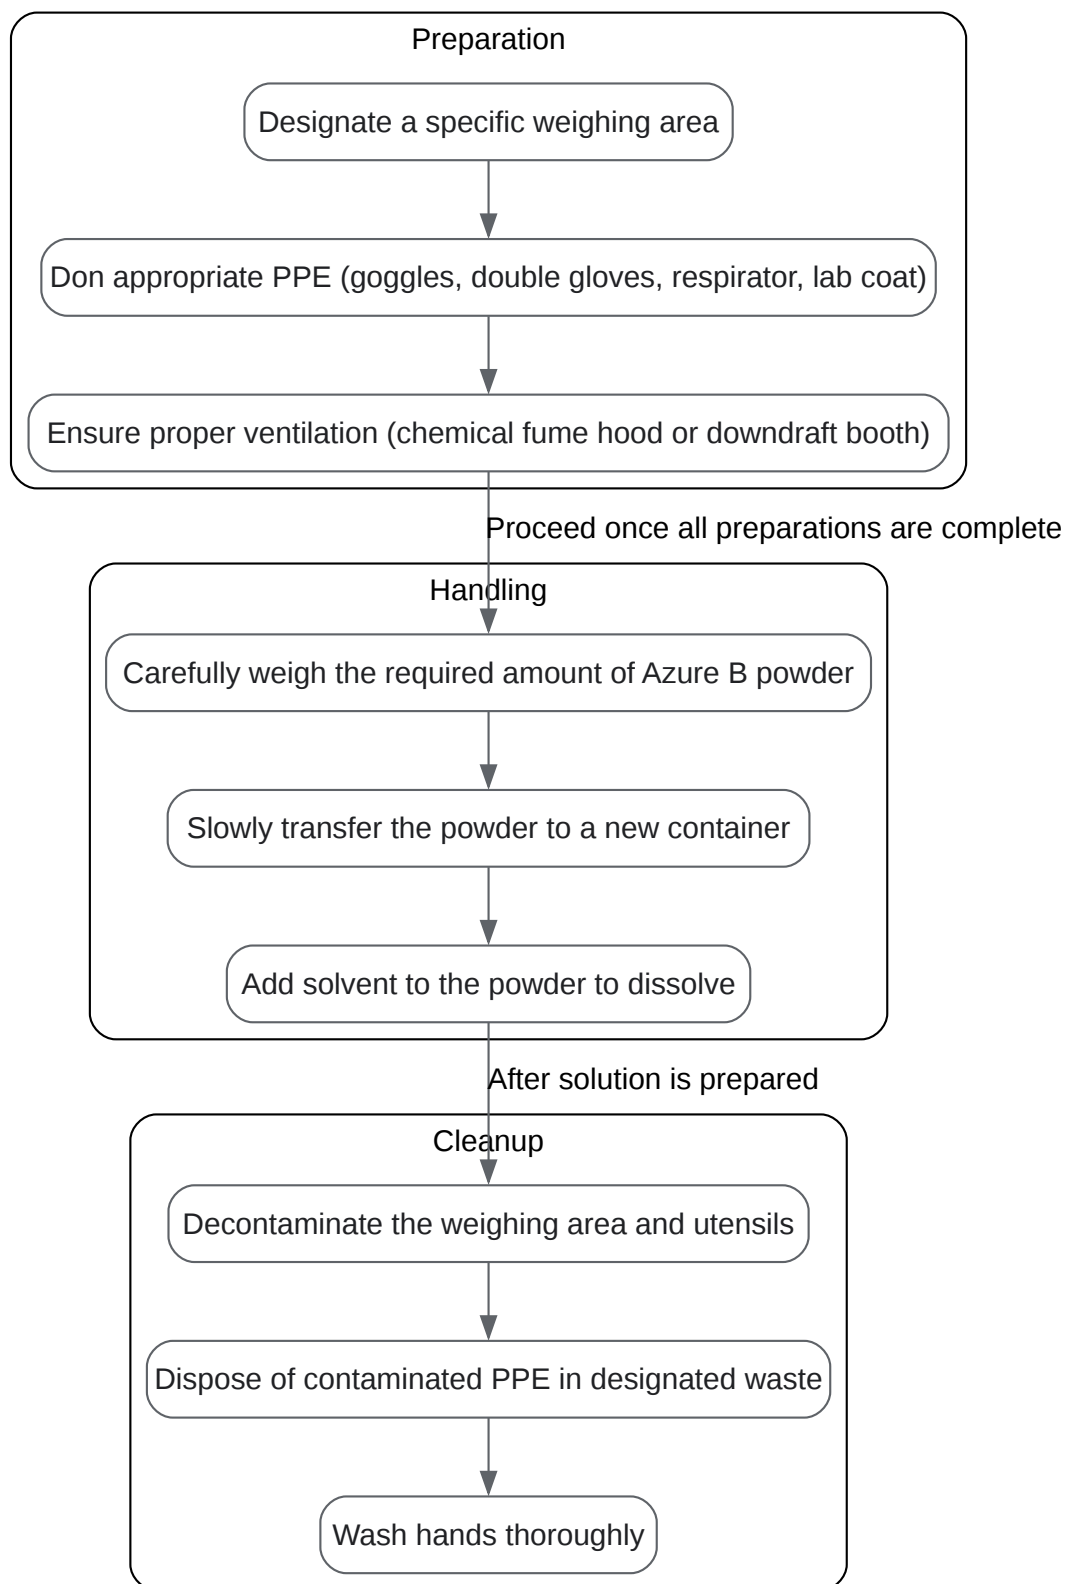 Preparation
Designate a specific weighing area
Don appropriate PPE (goggles, double gloves, respirator, lab coat)
Ensure proper ventilation (chemical fume hood or downdraft booth)
Proceed once all preparations are complete
Handling
Carefully weigh the required amount of Azure B powder
Slowly transfer the powder to a new container
Add solvent to the powder to dissolve
After solution is prepared
Cleanup
Decontaminate the weighing area and utensils
Dispose of contaminated PPE in designated waste
Wash hands thoroughly